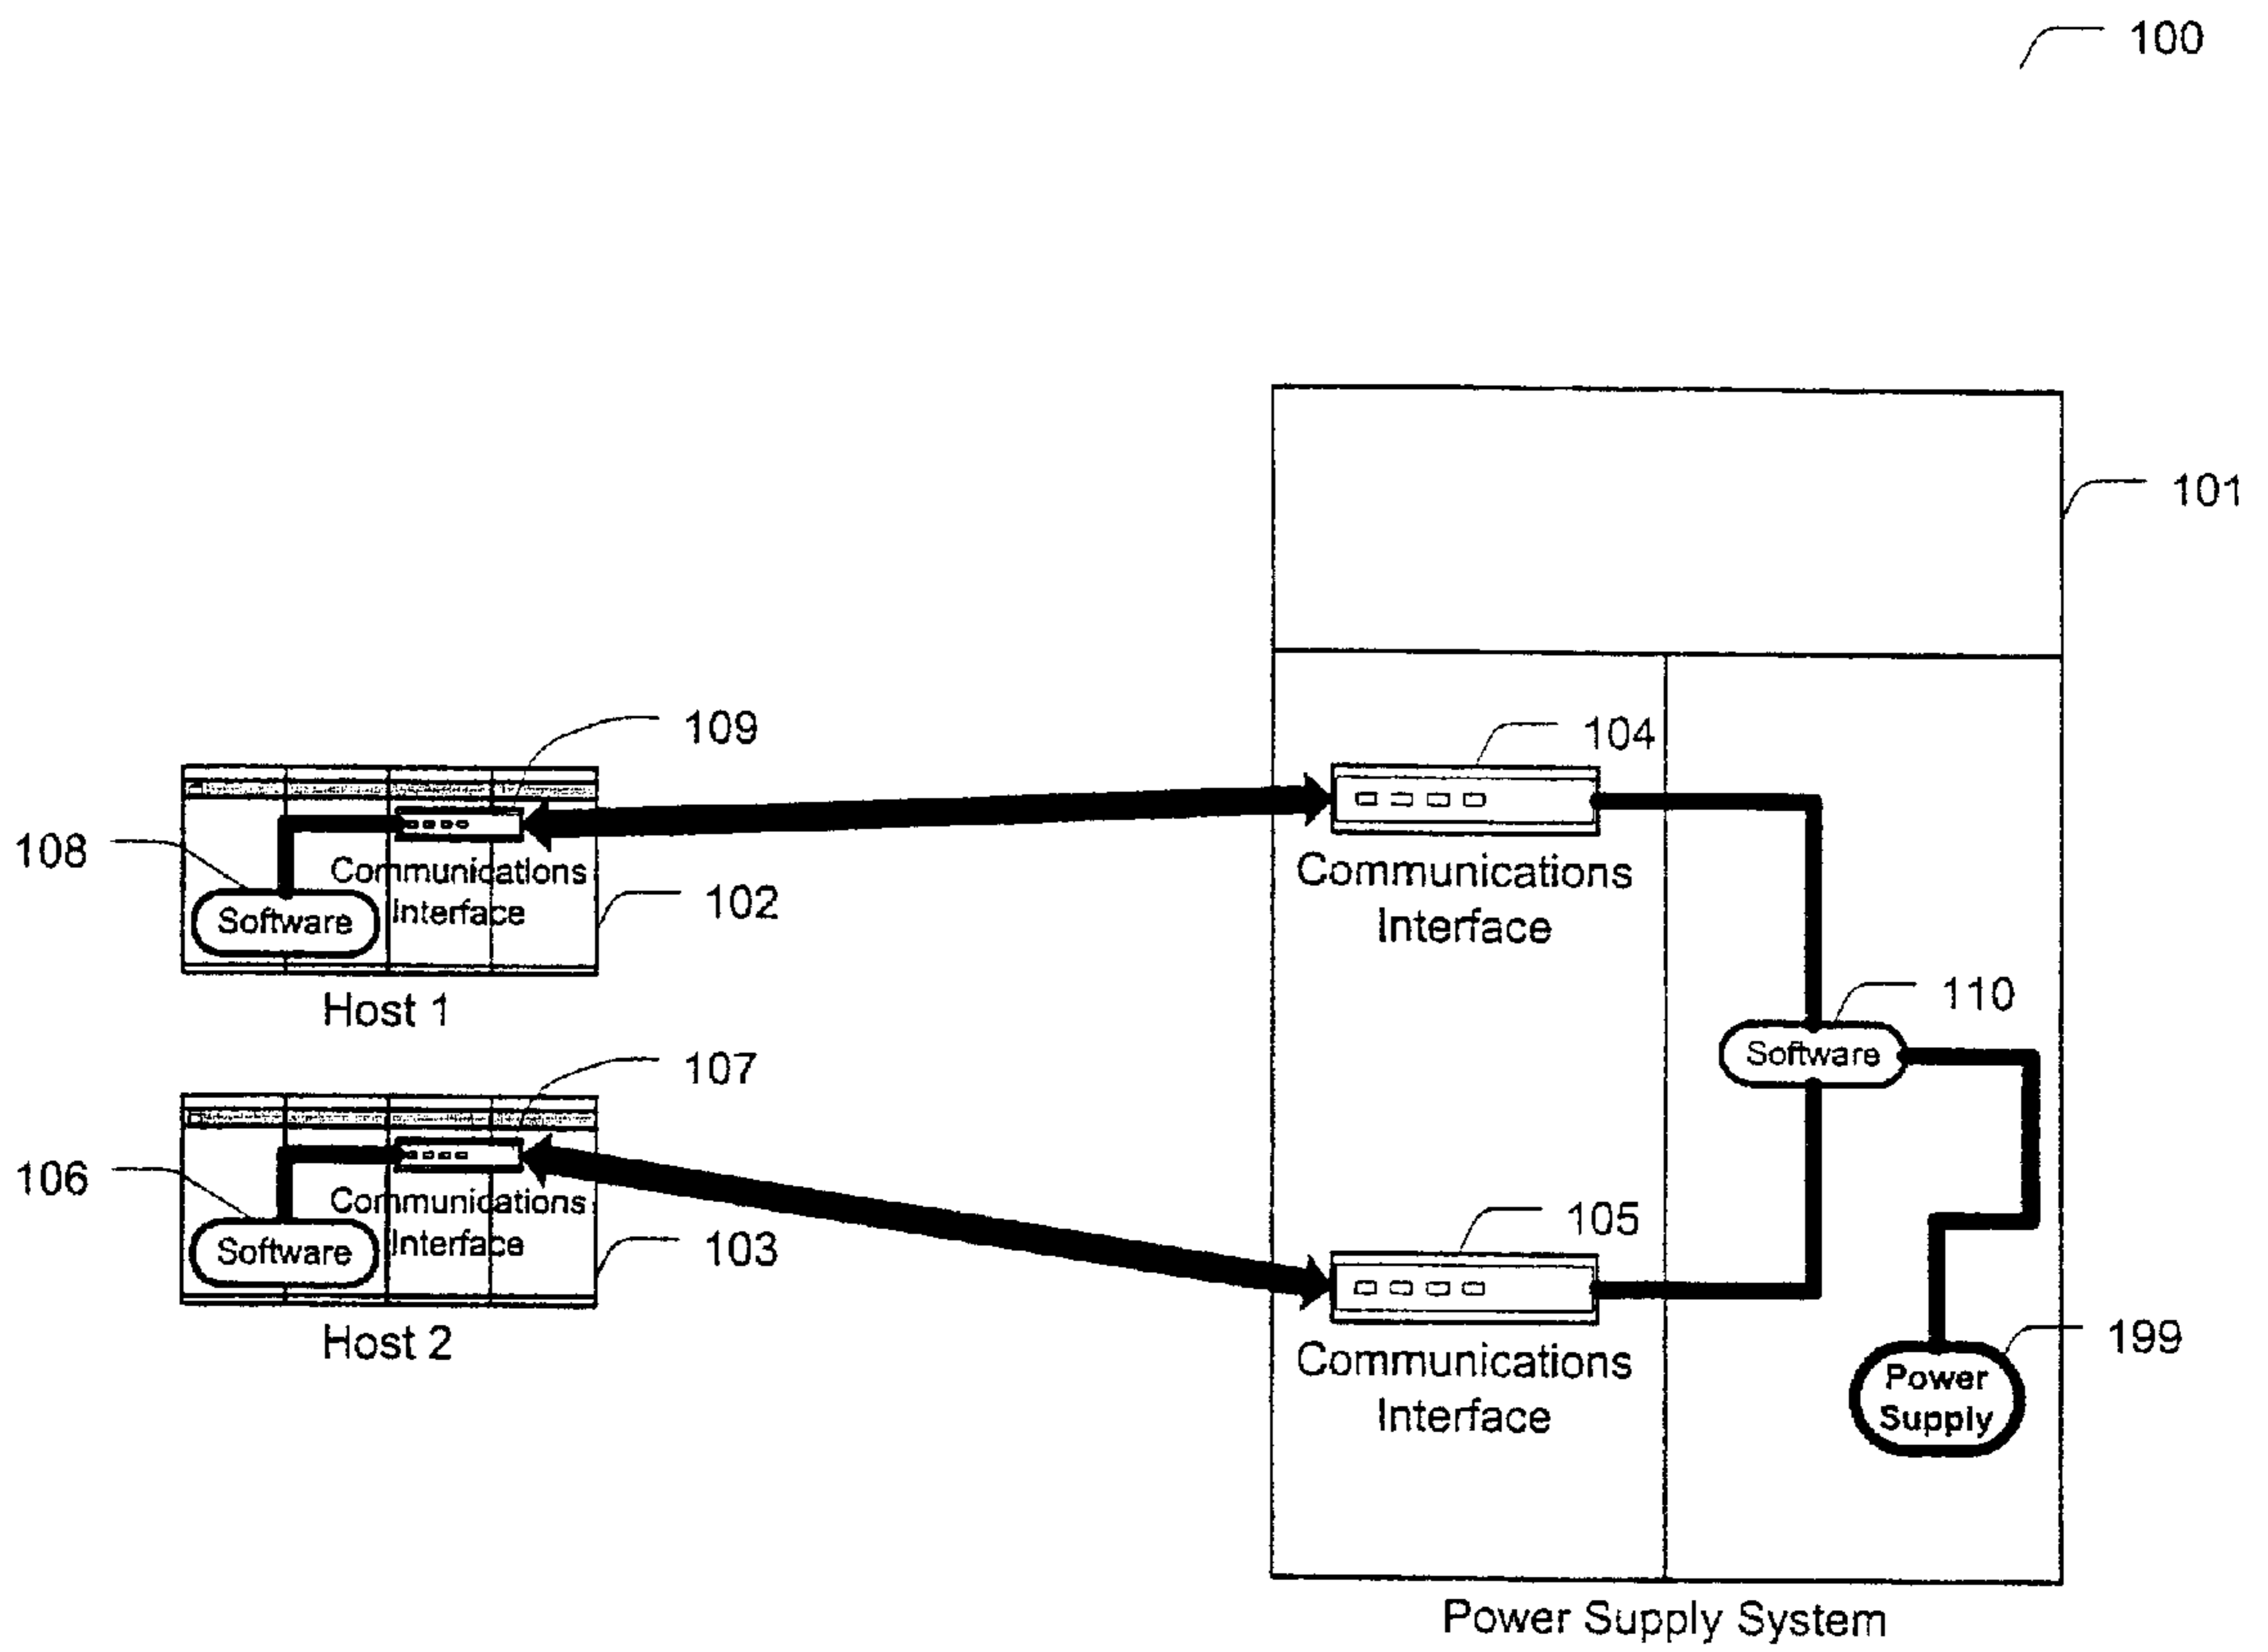 100
101
109
104
108
Communications
Interface
Software
102
Communications
Interface
Host 1
110
Software
107
106
Communications
Interface
Software
103
105
Host 2
Communications
Interface
199
Power
Supply
Power Supply System